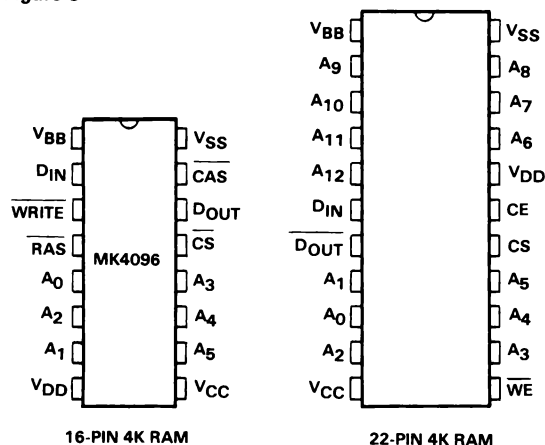 Figure
VBB VSS
DIN CAS
WRITE DOUT
RAS CS
MK4096
A0 A3
A2 A4
A1 A5
VDD VCC
16-PIN 4K RAM
VBB VSS
A9 A8
A10 A7
A11 A6
A12 VDD
DIN CE
DOUT CS
A1 A5
A0 A4
A2 A3
VCC WE
22-PIN 4K RAM